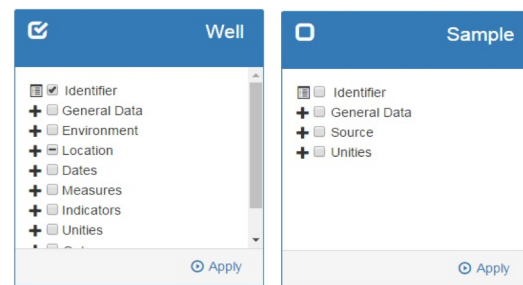 Well
Identifier
General Data
Environment
Location
Dates
Measures
Indicators
Unities
Apply
Sample
Identifier
General Data
Source
Unities
Apply